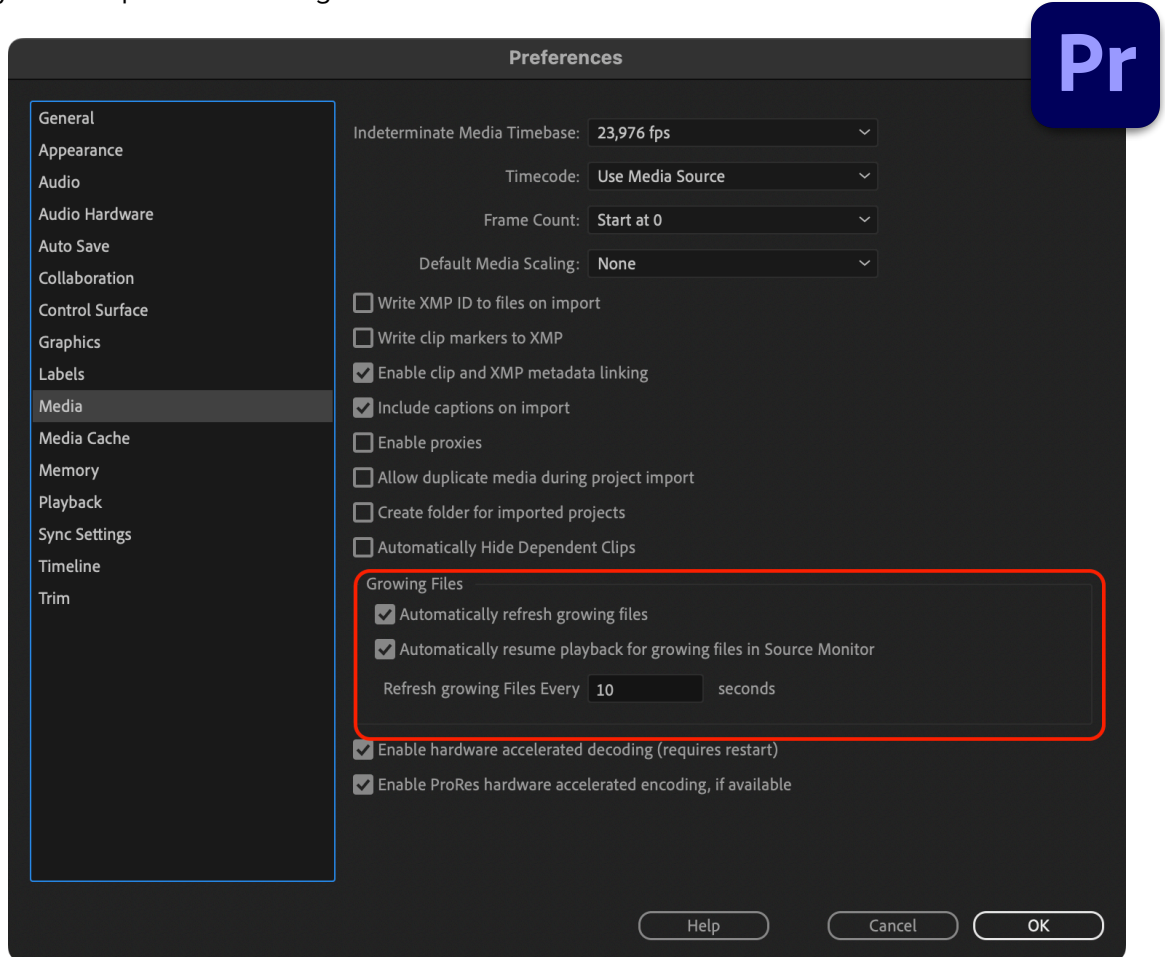 Preferences
Pr
General
Appearance
Audio
Audio Hardware
Auto Save
Collaboration
Control Surface
Graphics
Labels
Media
Media Cache
Memory
Playback
Sync Settings
Timeline
Trim
Indeterminate Media Timebase: 23,976 fps
Timecode: Use Media Source
Frame Count: Start at 0
Default Media Scaling: None
Write XMP ID to files on import
Write clip markers to XMP
Enable clip and XMP metadata linking
Include captions on import
Enable proxies
Allow duplicate media during project import
Create folder for imported projects
Automatically Hide Dependent Clips
Growing Files
Automatically refresh growing files
Automatically resume playback for growing files in Source Monitor
Refresh growing Files Every 10 seconds
Enable hardware accelerated decoding (requires restart)
Enable ProRes hardware accelerated encoding, if available
Help
Cancel
OK